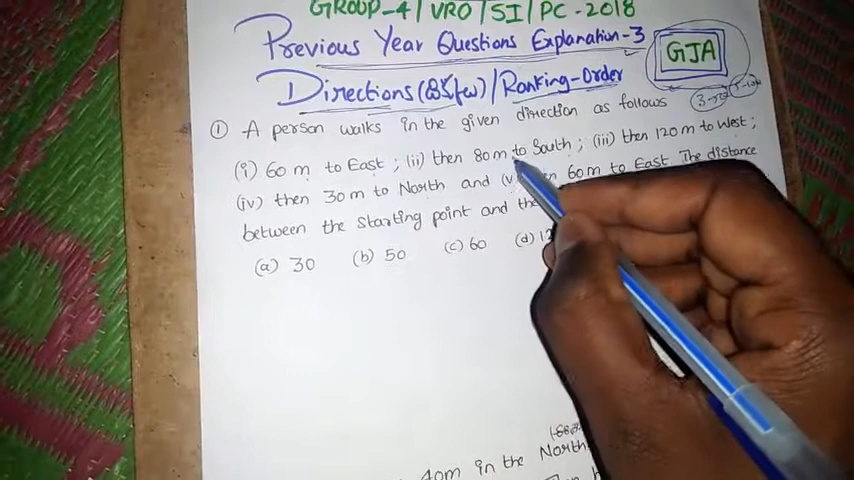 GROUP-4/VRO/SI/PC-2018
Previous Year Questions Explanation-3
GJA
Directions (దిక్కులు)/Ranking-Order
① A person walks in the given direction as follows
(i) 60 m to East ; (ii) then 80 m to South ; (iii) then 120 m to West ;
(iv) then 30 m to North and (v) 60 m to East The distance
between the starting point and the
(a) 30 (b) 50 (c) 60 (d)
40m in the North